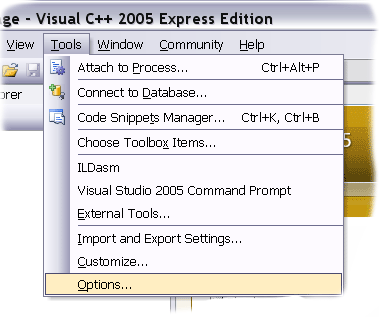 ge - Visual C++ 2005 Express Edition
View Tools Window Community Help
Attach to Process... Ctrl+Alt+P
orer
Connect to Database...
Code Snippets Manager... Ctrl+K, Ctrl+B
Choose Toolbox Items...
5
ILDasm
Visual Studio 2005 Command Prompt
External Tools...
Import and Export Settings...
Customize...
Options...